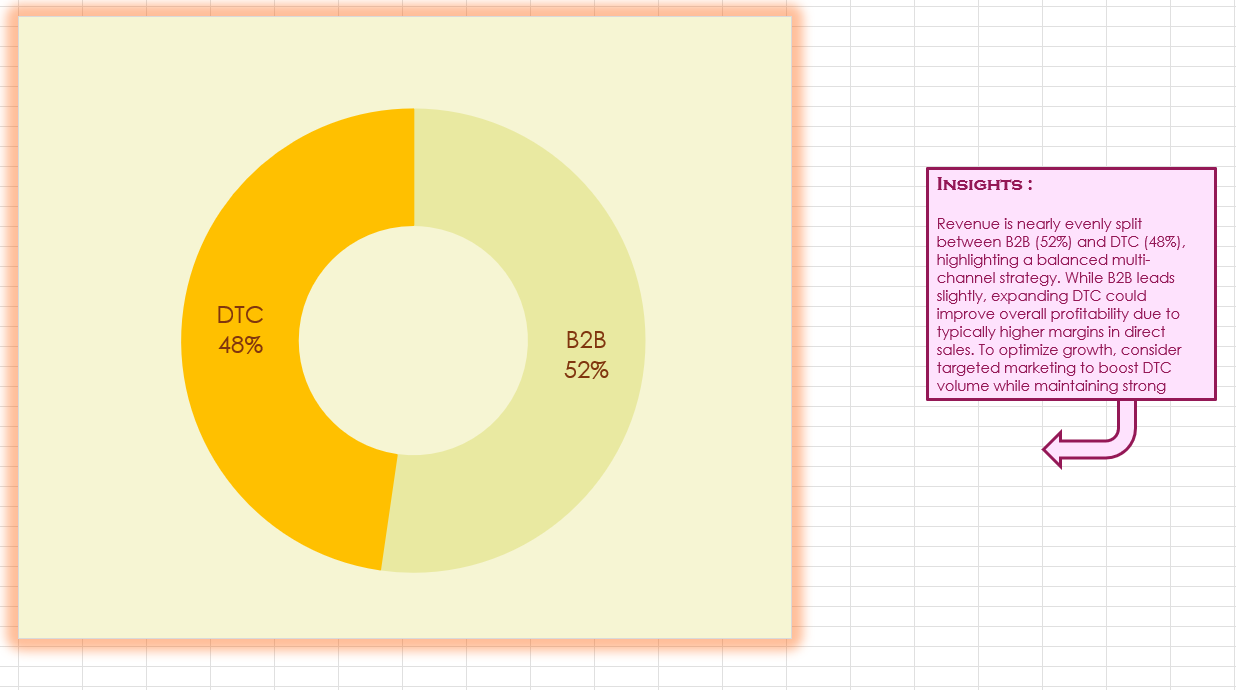 DTC
48%
B2B
52%
Insights :
Revenue is nearly evenly split
between B2B (52%) and DTC (48%),
highlighting a balanced multi-
channel strategy. While B2B leads
slightly, expanding DTC could
improve overall profitability due to
typically higher margins in direct
sales. To optimize growth, consider
targeted marketing to boost DTC
volume while maintaining strong